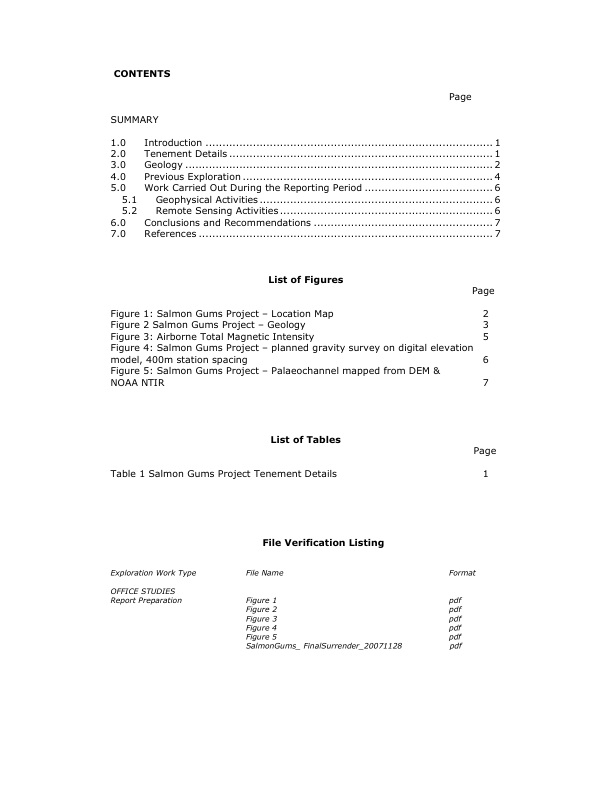 CONTENTS
Page
SUMMARY
1.0 Introduction ................................................................................................ 1
2.0 Tenement Details ........................................................................................ 1
3.0 Geology ...................................................................................................... 2
4.0 Previous Exploration .................................................................................... 4
5.0 Work Carried Out During the Reporting Period ........................................... 6
5.1 Geophysical Activities .............................................................................. 6
5.2 Remote Sensing Activities ....................................................................... 6
6.0 Conclusions and Recommendations ............................................................ 7
7.0 References .................................................................................................. 7
List of Figures
Page
Figure 1: Salmon Gums Project – Location Map 2
Figure 2 Salmon Gums Project – Geology 3
Figure 3: Airborne Total Magnetic Intensity 5
Figure 4: Salmon Gums Project – planned gravity survey on digital elevation
model, 400m station spacing 6
Figure 5: Salmon Gums Project – Palaeochannel mapped from DEM &
NOAA NTIR 7
List of Tables
Page
Table 1 Salmon Gums Project Tenement Details 1
File Verification Listing
Exploration Work Type File Name Format
OFFICE STUDIES
Report Preparation Figure 1 pdf
Figure 2 pdf
Figure 3 pdf
Figure 4 pdf
Figure 5 pdf
SalmonGums_ FinalSurrender_20071128 pdf